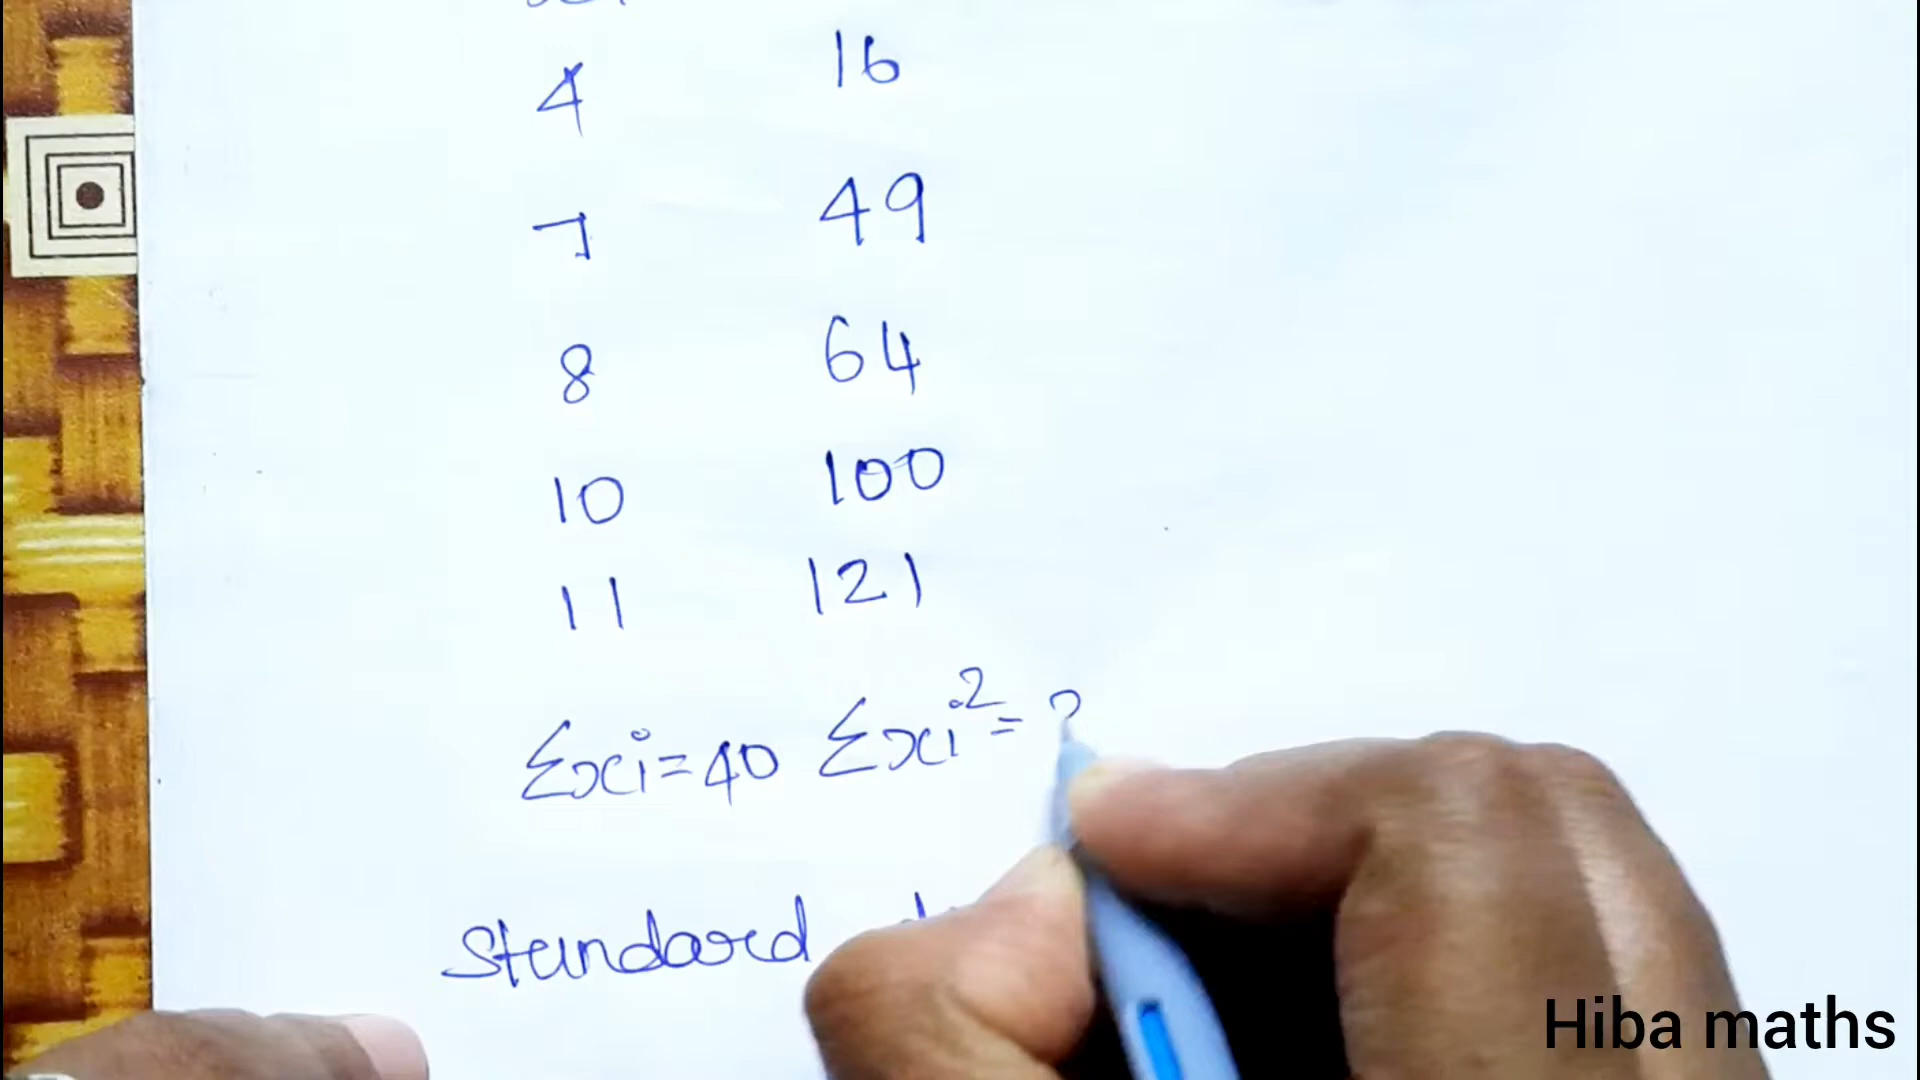 4 16
7 49
8 64
10 100
11 121
Σxi=40 Σxi²=
Standard
Hiba maths